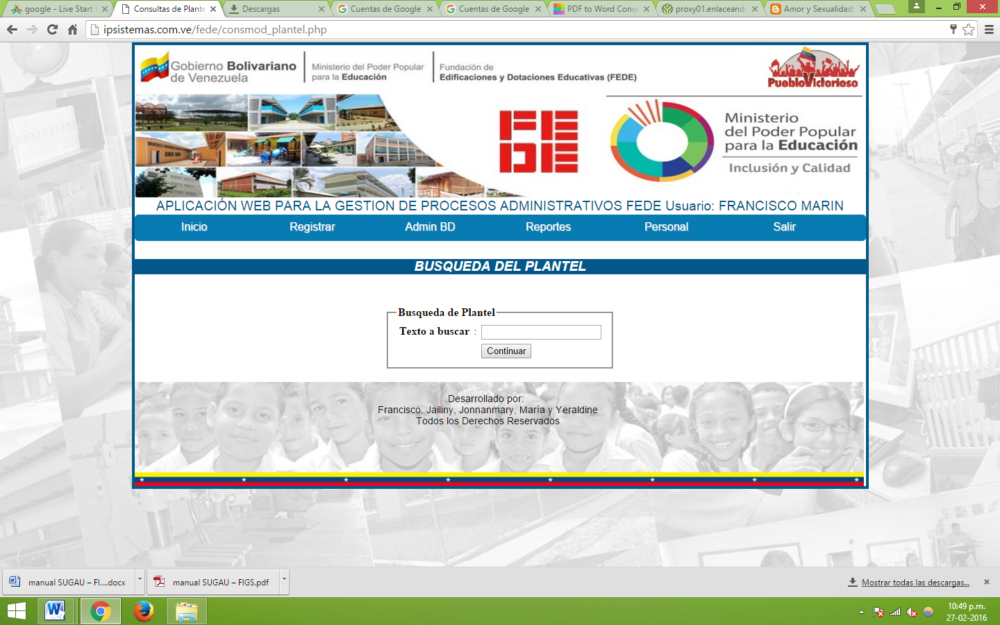 google - Live Start
Consultas de Plante
Descargas
Cuentas de Google
Cuentas de Google
PDF to Word Conve
proxy01.enlaceandi
Amor y Sexualidad
ipsistemas.com.ve/fede/consmod_plantel.php
Gobierno Bolivariano
de Venezuela
Ministerio del Poder Popular
para la Educación
Fundación de
Edificaciones y Dotaciones Educativas (FEDE)
PuebloVictorioso
FEDE
Ministerio
del Poder Popular
para la Educación
Inclusión y Calidad
APLICACIÓN WEB PARA LA GESTION DE PROCESOS ADMINISTRATIVOS FEDE Usuario: FRANCISCO MARIN
Inicio Registrar Admin BD Reportes Personal Salir
BUSQUEDA DEL PLANTEL
Busqueda de Plantel
Texto a buscar :
Continuar
Desarrollado por:
Francisco, Jailiny, Jonnanmary, María y Yeraldine
Todos los Derechos Reservados
manual SUGAU – FI....docx
manual SUGAU – FIGS.pdf
Mostrar todas las descargas...
10:49 p.m.
27-02-2016